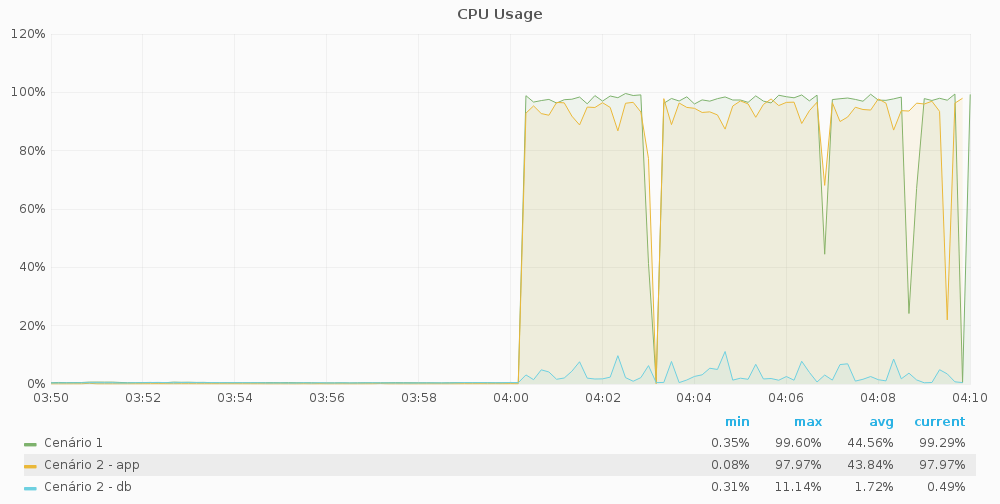 CPU Usage
120%
100%
80%
60%
40%
20%
0%
03:50 03:52 03:54 03:56 03:58 04:00 04:02 04:04 04:06 04:08 04:10
min max avg current
Cenário 1 0.35% 99.60% 44.56% 99.29%
Cenário 2 - app 0.08% 97.97% 43.84% 97.97%
Cenário 2 - db 0.31% 11.14% 1.72% 0.49%